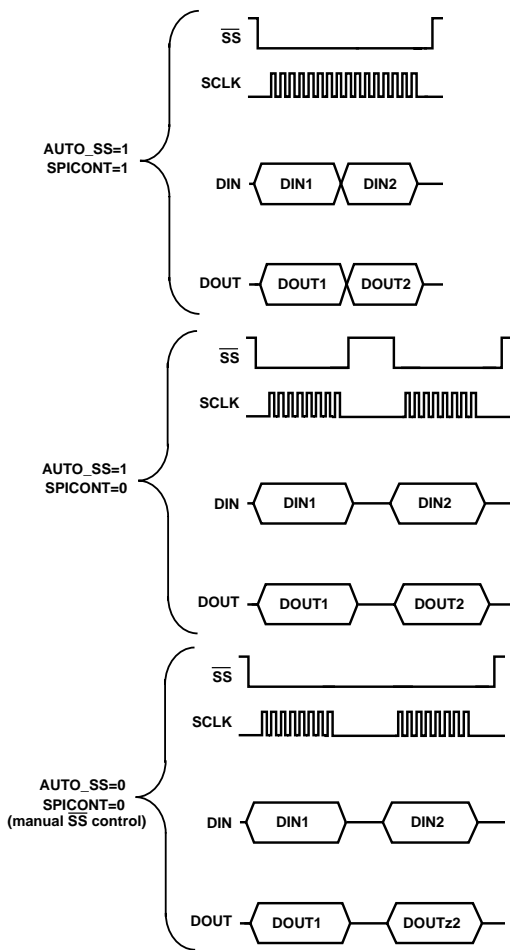 SS
SCLK
AUTO_SS=1
SPICONT=1
DIN DIN1 DIN2
DOUT DOUT1 DOUT2
SS
SCLK
AUTO_SS=1
SPICONT=0
DIN DIN1 DIN2
DOUT DOUT1 DOUT2
SS
SCLK
AUTO_SS=0
SPICONT=0
(manual SS control)
DIN DIN1 DIN2
DOUT DOUT1 DOUTz2